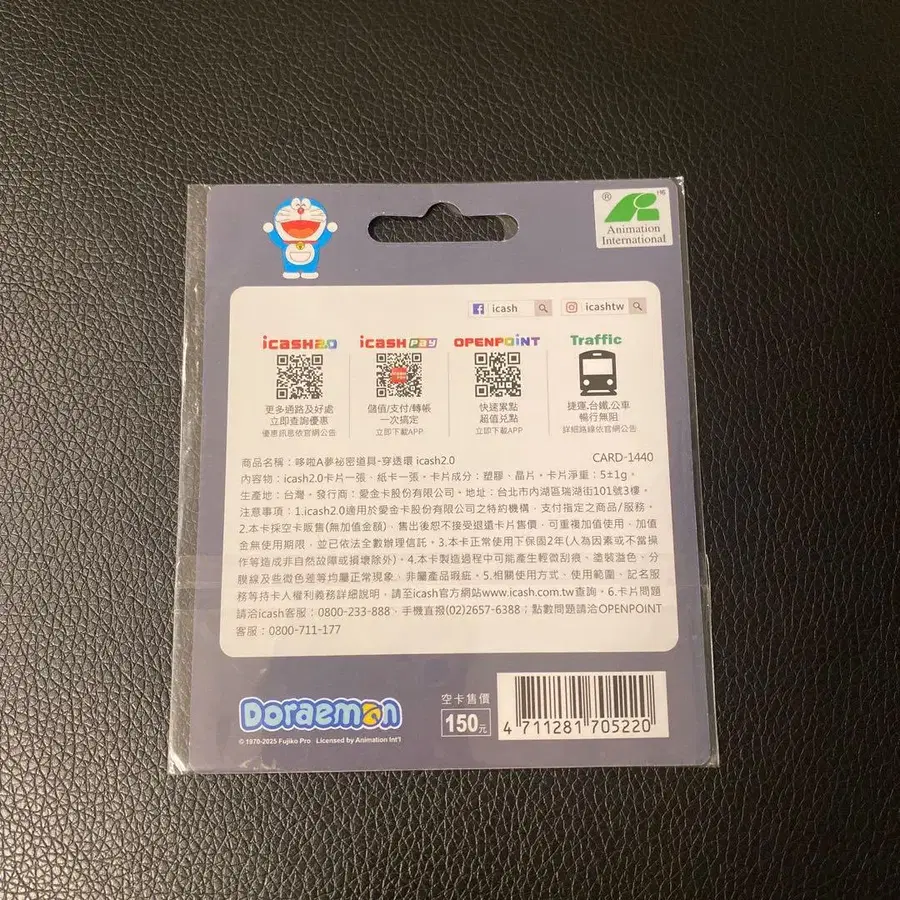 ®
Animation
International
icash
icashtw
icash2.0
icash pay
OPENPOINT
Traffic
更多通路及好處
立即查詢優惠
優惠訊息依官網公告
儲值/支付/轉帳
一次搞定
立即下載APP
快速累點
超值兌點
立即下載APP
捷運.台鐵.公車
暢行無阻
詳細路線依官網公告
商品名稱:哆啦A夢祕密道具-穿透環 icash2.0 CARD-1440
內容物:icash2.0卡片一張、紙卡一張。卡片成分:塑膠、晶片。卡片淨重:5±1g。
生產地:台灣。發行商:愛金卡股份有限公司。地址:台北市內湖區瑞湖街101號3樓。
注意事項:1.icash2.0適用於愛金卡股份有限公司之特約機構,支付指定之商品/服務。
2.本卡採空卡販售(無加值金額)、售出後恕不接受退還卡片售價,可重複加值使用,加值
金無使用期限,並已依法全數辦理信託。3.本卡正常使用下保固2年(人為因素或不當操
作等造成非自然故障或損壞除外)。4.本卡製造過程中可能產生輕微刮痕、塗裝溢色、分
膜線及些微色差等均屬正常現象、非屬產品瑕疵。5.相關使用方式、使用範圍、記名服
務等持卡人權利義務詳細說明,請至icash官方網站www.icash.com.tw查詢。6.卡片問題
請洽icash客服:0800-233-888、手機直撥(02)2657-6388;點數問題請洽OPENPOINT
客服:0800-711-177
Doraemon
© 1970-2025 Fujiko Pro Licensed by Animation Int'l
空卡售價
150元
4 711281 705220